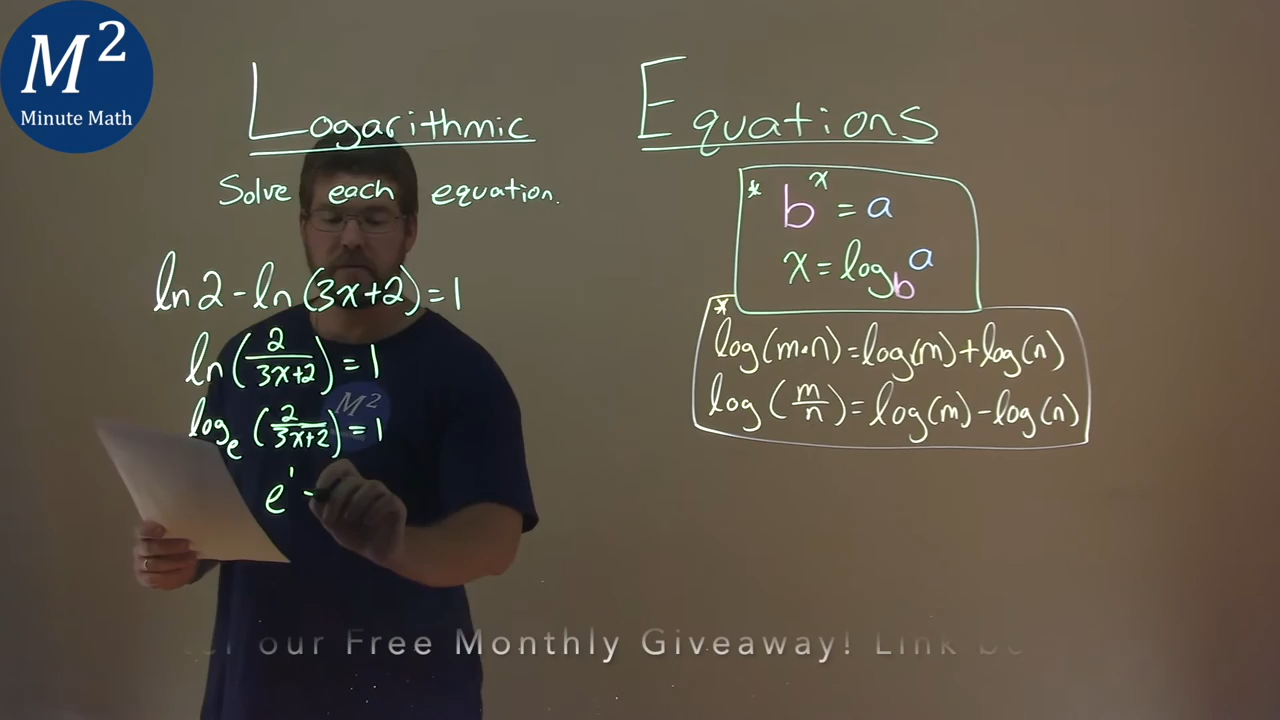 M²
Minute Math
Logarithmic Equations
Solve each equation.
ln 2 - ln (3x+2) = 1
ln (2/(3x+2)) = 1
log_e (2/(3x+2)) = 1
e¹ -
* b^x = a
x = log_b a
* log(m·n) = log(m) + log(n)
log (m/n) = log(m) - log(n)
M²
our Free Monthly Giveaway! Link